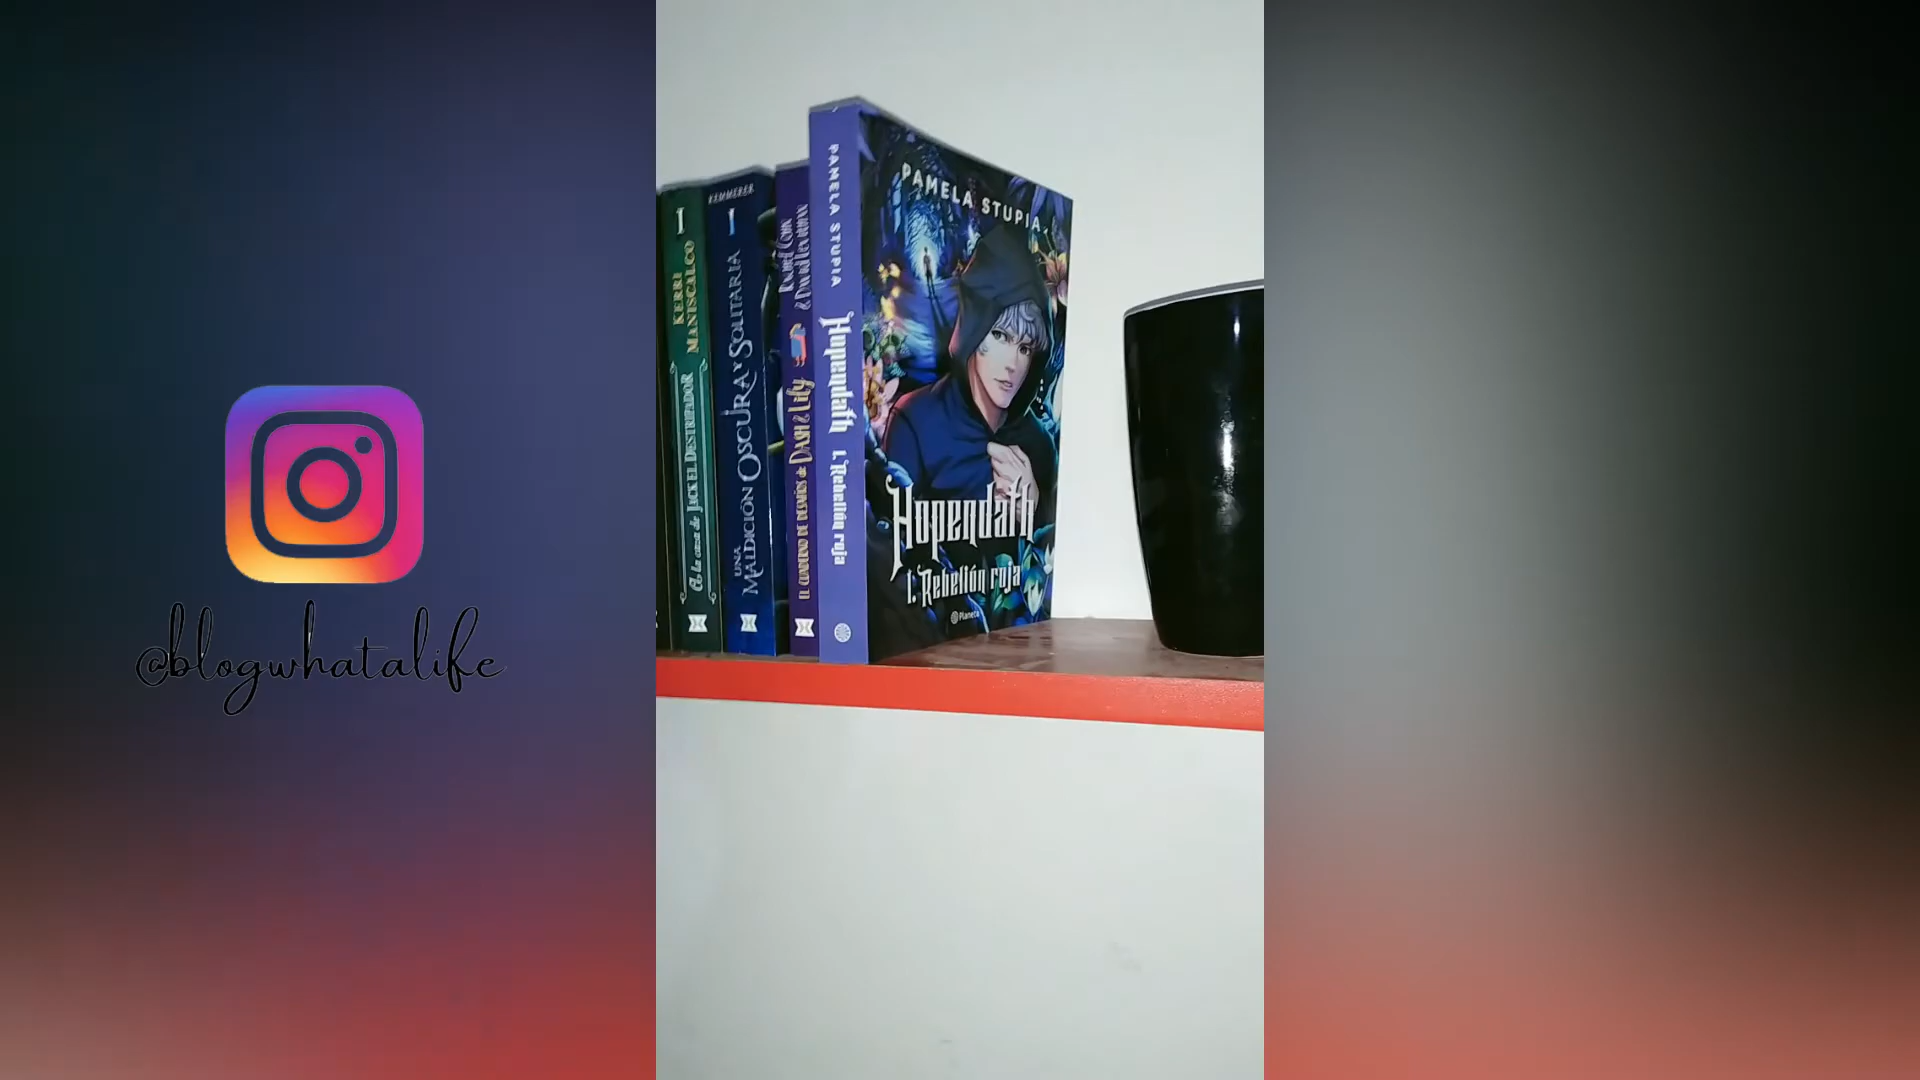 @blogwhatalife
I
KERRI
MANISCALCO
A la caza de JACK EL DESTRIPADOR
KEMMERER
I
UNA
MALDICIÓN OSCURA Y SOLITARIA
RACHEL COHN
& DAVID LEVITHAN
EL CUADERNO DE DESAFÍOS de DASH & LILY
PAMELA STUPIA
Hopendath
1. Rebelión roja
PAMELA STUPIA
Hopendath
1. Rebelión roja
Planeta